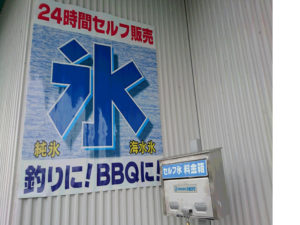 24時間セルフ販売
氷
純氷
海水氷
釣りに！BBQに！
セルフ氷 料金箱